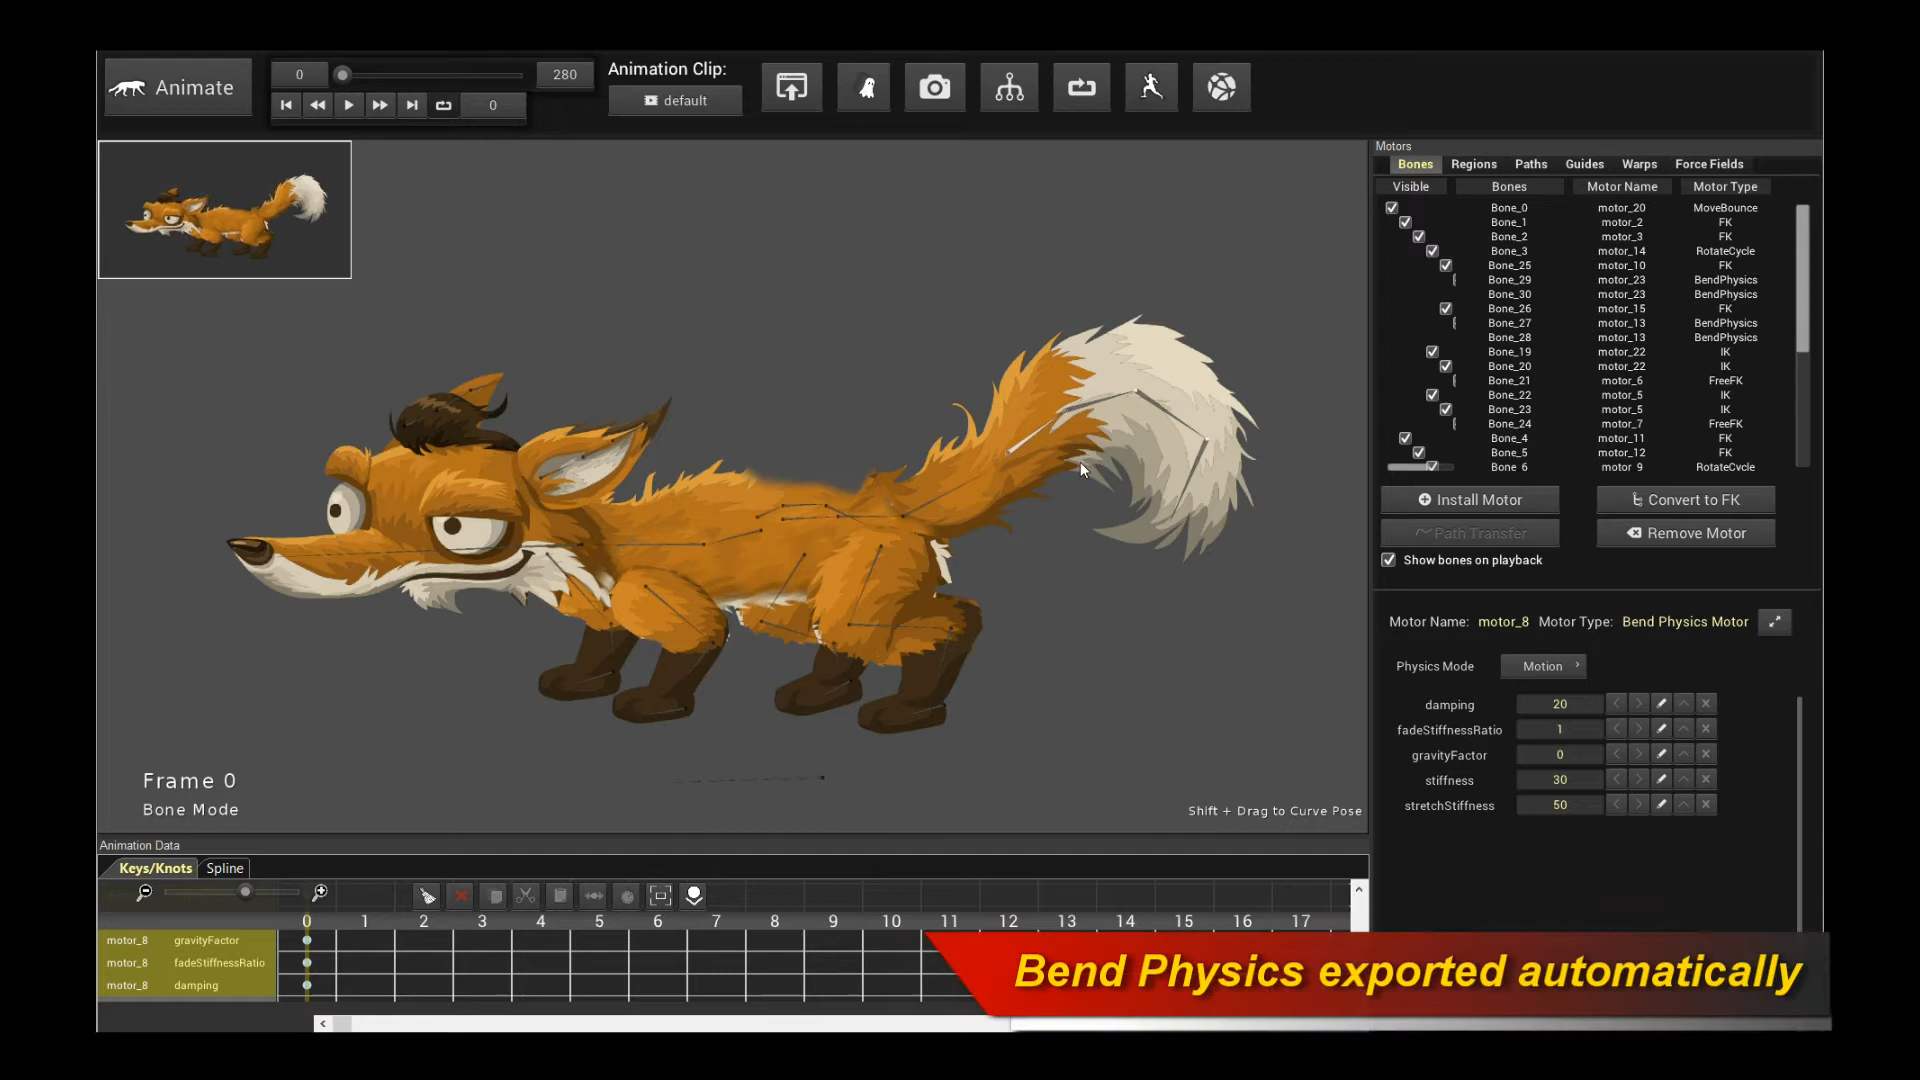 Animate
0
280
0
Animation Clip:
default
Motors
Bones Regions Paths Guides Warps Force Fields
Visible Bones Motor Name Motor Type
Bone_0 motor_20 MoveBounce
Bone_1 motor_2 FK
Bone_2 motor_3 FK
Bone_3 motor_14 RotateCycle
Bone_25 motor_10 FK
Bone_29 motor_23 BendPhysics
Bone_30 motor_23 BendPhysics
Bone_26 motor_15 FK
Bone_27 motor_13 BendPhysics
Bone_28 motor_13 BendPhysics
Bone_19 motor_22 IK
Bone_20 motor_22 IK
Bone_21 motor_6 FreeFK
Bone_22 motor_5 IK
Bone_23 motor_5 IK
Bone_24 motor_7 FreeFK
Bone_4 motor_11 FK
Bone_5 motor_12 FK
Bone_6 motor_9 RotateCycle
Install Motor Convert to FK
Path Transfer Remove Motor
Show bones on playback
Motor Name: motor_8 Motor Type: Bend Physics Motor
Physics Mode Motion
damping 20
fadeStiffnessRatio 1
gravityFactor 0
stiffness 30
stretchStiffness 50
Frame 0
Bone Mode
Shift + Drag to Curve Pose
Animation Data
Keys/Knots Spline
0 1 2 3 4 5 6 7 8 9 10 11 12 13 14 15 16 17
motor_8 gravityFactor
motor_8 fadeStiffnessRatio
motor_8 damping
Bend Physics exported automatically